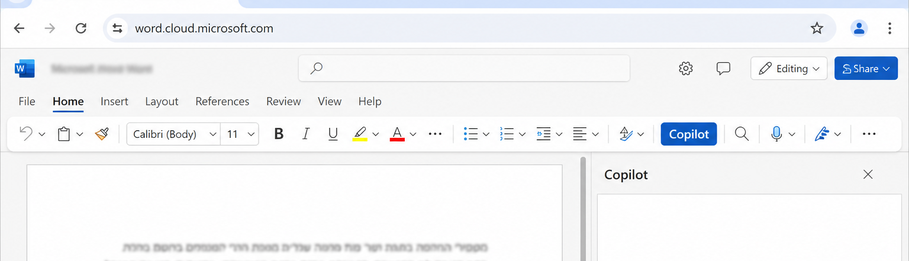 word.cloud.microsoft.com
W
Editing
Share
File Home Insert Layout References Review View Help
Calibri (Body) 11 B I U A Copilot
Copilot